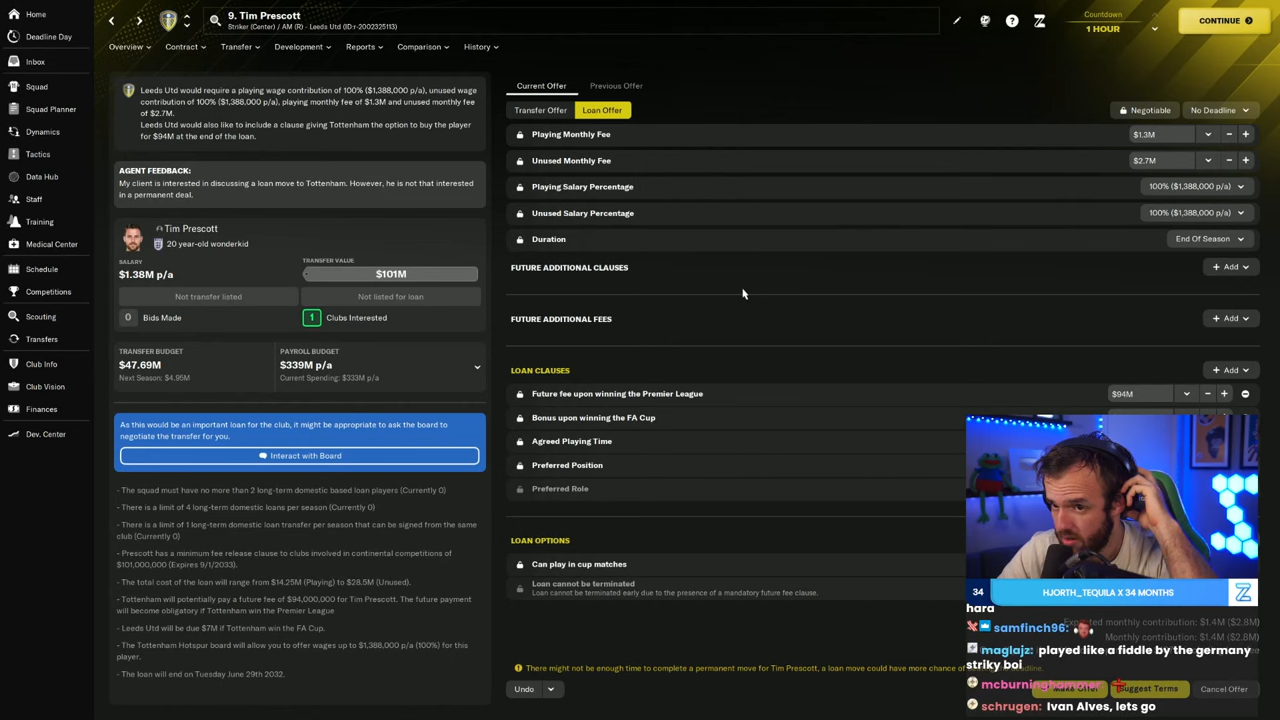 Home
Deadline Day
Inbox
Squad
Squad Planner
Dynamics
Tactics
Data Hub
Staff
Training
Medical Center
Schedule
Competitions
Scouting
Transfers
Club Info
Club Vision
Finances
Dev. Center
9. Tim Prescott
Striker (Center) / AM (R) - Leeds Utd (ID:r-2002325113)
Countdown
1 HOUR
CONTINUE
Overview Contract Transfer Development Reports Comparison History
Leeds Utd would require a playing wage contribution of 100% ($1,388,000 p/a), unused wage
contribution of 100% ($1,388,000 p/a), playing monthly fee of $1.3M and unused monthly fee
of $2.7M.
Leeds Utd would also like to include a clause giving Tottenham the option to buy the player
for $94M at the end of the loan.
AGENT FEEDBACK:
My client is interested in discussing a loan move to Tottenham. However, he is not that interested
in a permanent deal.
Tim Prescott
20 year-old wonderkid
SALARY
$1.38M p/a
TRANSFER VALUE
$101M
Not transfer listed
Not listed for loan
0 Bids Made
1 Clubs Interested
TRANSFER BUDGET
$47.69M
Next Season: $4.95M
PAYROLL BUDGET
$339M p/a
Current Spending: $333M p/a
As this would be an important loan for the club, it might be appropriate to ask the board to
negotiate the transfer for you.
Interact with Board
- The squad must have no more than 2 long-term domestic based loan players (Currently 0)
- There is a limit of 4 long-term domestic loans per season (Currently 0)
- There is a limit of 1 long-term domestic loan transfer per season that can be signed from the same
club (Currently 0)
- Prescott has a minimum fee release clause to clubs involved in continental competitions of
$101,000,000 (Expires 9/1/2033).
- The total cost of the loan will range from $14.25M (Playing) to $28.5M (Unused).
- Tottenham will potentially pay a future fee of $94,000,000 for Tim Prescott. The future payment
will become obligatory if Tottenham win the Premier League
- Leeds Utd will be due $7M if Tottenham win the FA Cup.
- The Tottenham Hotspur board will allow you to offer wages up to $1,388,000 p/a (100%) for this
player.
- The loan will end on Tuesday June 29th 2032.
Current Offer Previous Offer
Transfer Offer Loan Offer
Negotiable
No Deadline
Playing Monthly Fee $1.3M
Unused Monthly Fee $2.7M
Playing Salary Percentage 100% ($1,388,000 p/a)
Unused Salary Percentage 100% ($1,388,000 p/a)
Duration End Of Season
FUTURE ADDITIONAL CLAUSES + Add
FUTURE ADDITIONAL FEES + Add
LOAN CLAUSES + Add
Future fee upon winning the Premier League $94M
Bonus upon winning the FA Cup
Agreed Playing Time
Preferred Position
Preferred Role
LOAN OPTIONS
Can play in cup matches
Loan cannot be terminated
Loan cannot be terminated early due to the presence of a mandatory future fee clause.
34 HJORTH_TEQUILA X 34 MONTHS
hara
Expected monthly contribution: $1.4M ($2.8M)
samfinch96:
Monthly contribution: $1.4M ($2.8M)
maglajz: played like a fiddle by the germany
striky boi
There might not be enough time to complete a permanent move for Tim Prescott, a loan move could have more chance of
deadline.
mcburninghammer:
Undo
Make Offer
Suggest Terms
Cancel Offer
schrugen: Ivan Alves, lets go